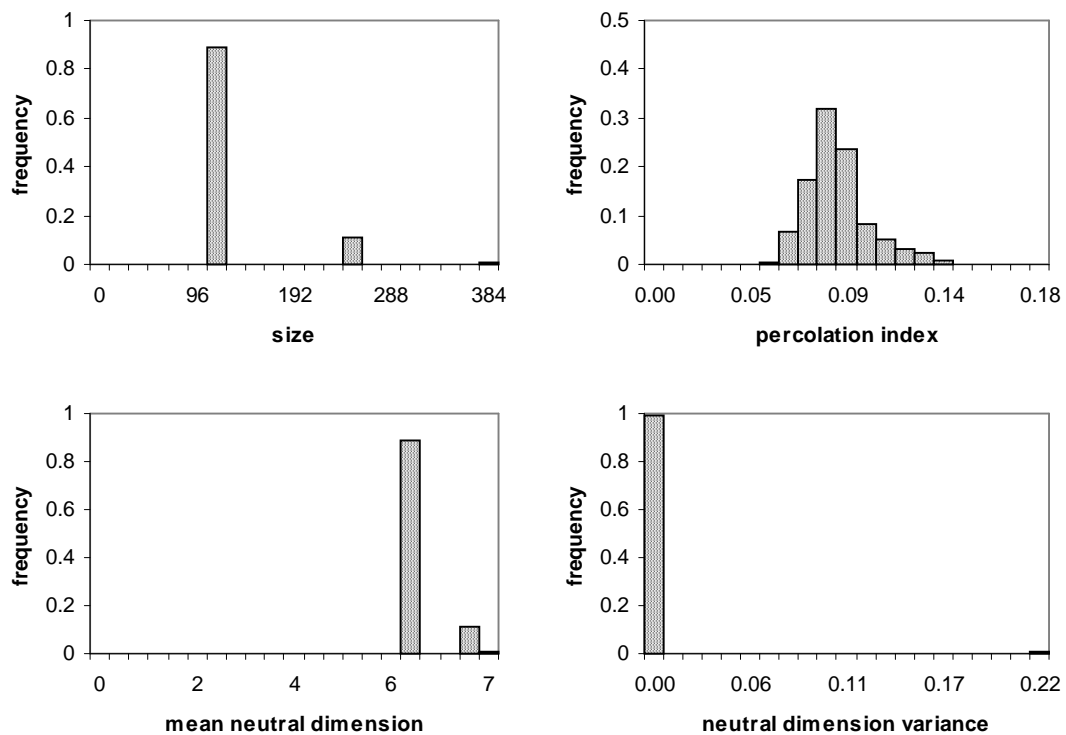 1
0.8
0.6
0.4
0.2
0
frequency
0 96 192 288 384
size
0.5
0.4
0.3
0.2
0.1
0
frequency
0.00 0.05 0.09 0.14 0.18
percolation index
1
0.8
0.6
0.4
0.2
0
frequency
0 2 4 6 7
mean neutral dimension
1
0.8
0.6
0.4
0.2
0
frequency
0.00 0.06 0.11 0.17 0.22
neutral dimension variance